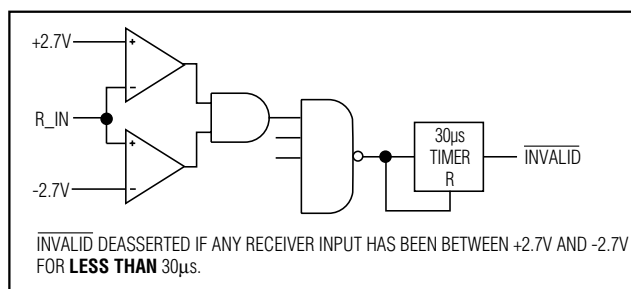 +2.7V
R_IN
-2.7V
+
-
+
-
30μs
TIMER
R
INVALID
INVALID DEASSERTED IF ANY RECEIVER INPUT HAS BEEN BETWEEN +2.7V AND -2.7V
FOR LESS THAN 30μs.